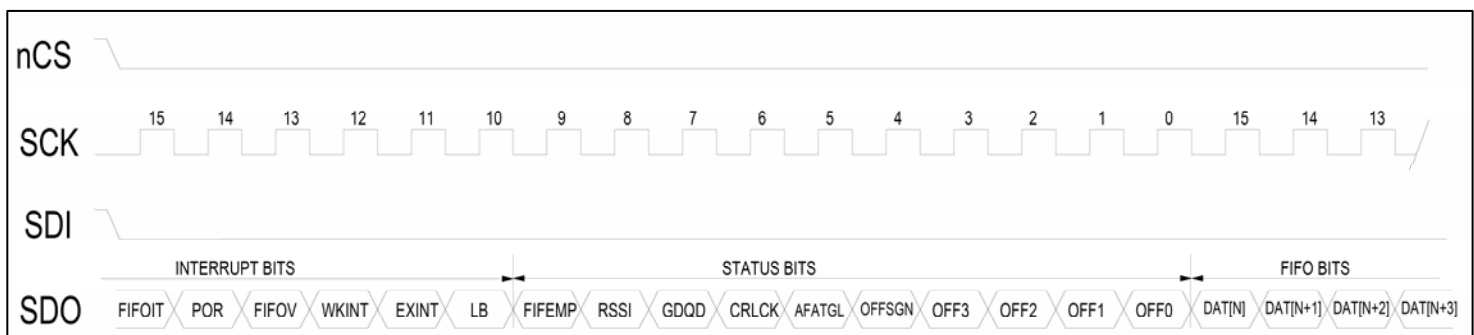 nCS
15 14 13 12 11 10 9 8 7 6 5 4 3 2 1 0 15 14 13
SCK
SDI
INTERRUPT BITS STATUS BITS FIFO BITS
SDO FIFOIT POR FIFOV WKINT EXINT LB FIFEMP RSSI GDQD CRLCK AFATGL OFFSGN OFF3 OFF2 OFF1 OFF0 DAT[N] DAT[N+1] DAT[N+2] DAT[N+3]